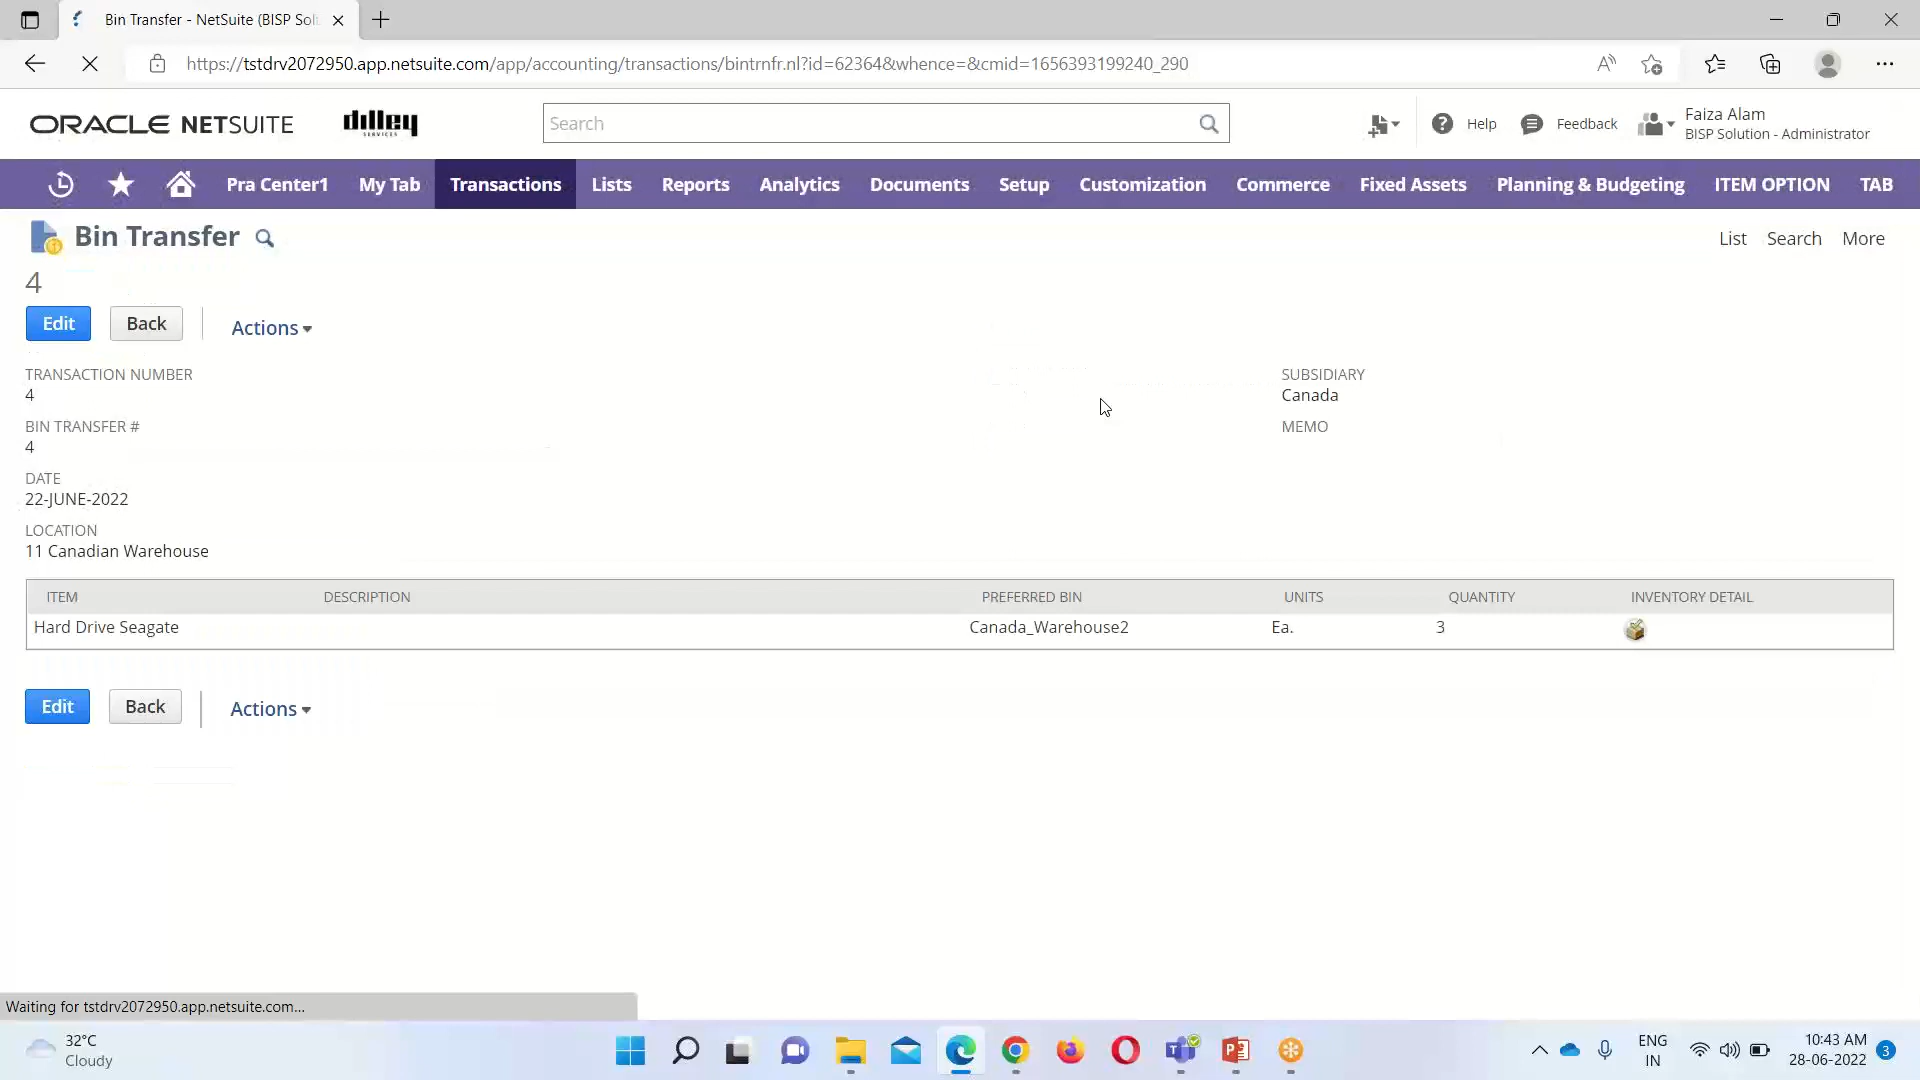 Bin Transfer - NetSuite (BISP Sol
https://tstdrv2072950.app.netsuite.com/app/accounting/transactions/bintrnfr.nl?id=62364&whence=&cmid=1656393199240_290
ORACLE NETSUITE
dilley
SERVICES
Search
Help
Feedback
Faiza Alam
BISP Solution - Administrator
Pra Center1 My Tab Transactions Lists Reports Analytics Documents Setup Customization Commerce Fixed Assets Planning & Budgeting ITEM OPTION TAB
Bin Transfer
List Search More
4
Edit Back Actions
TRANSACTION NUMBER
4
BIN TRANSFER #
4
DATE
22-JUNE-2022
LOCATION
11 Canadian Warehouse
SUBSIDIARY
Canada
MEMO
ITEM DESCRIPTION PREFERRED BIN UNITS QUANTITY INVENTORY DETAIL
Hard Drive Seagate Canada_Warehouse2 Ea. 3
Edit Back Actions
Waiting for tstdrv2072950.app.netsuite.com...
32°C
Cloudy
ENG
IN
10:43 AM
28-06-2022
3